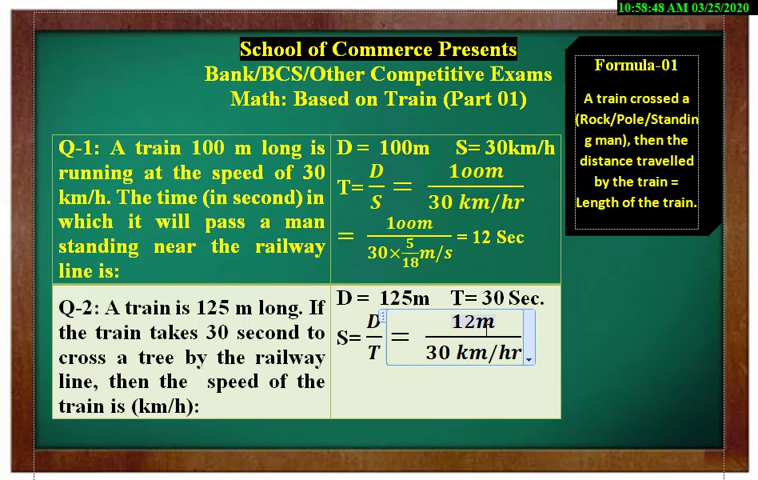 10:58:48 AM 03/25/2020
School of Commerce Presents
Bank/BCS/Other Competitive Exams
Math: Based on Train (Part 01)
Formula-01
A train crossed a
(Rock/Pole/Standin
g man), then the
distance travelled
by the train =
Length of the train.
Q-1: A train 100 m long is
running at the speed of 30
km/h. The time (in second) in
which it will pass a man
standing near the railway
line is:
D = 100m S= 30km/h
T= D/S = 1oom/30 km/hr
= 1oom/30×5/18 m/s = 12 Sec
Q-2: A train is 125 m long. If
the train takes 30 second to
cross a tree by the railway
line, then the speed of the
train is (km/h):
D = 125m T= 30 Sec.
S= D/T = 12m/30 km/hr